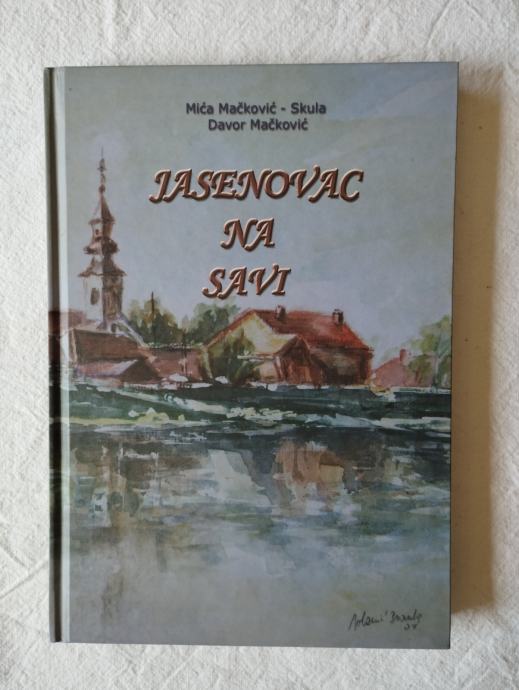 Mića Mačković - Skula
Davor Mačković
JASENOVAC
NA
SAVI